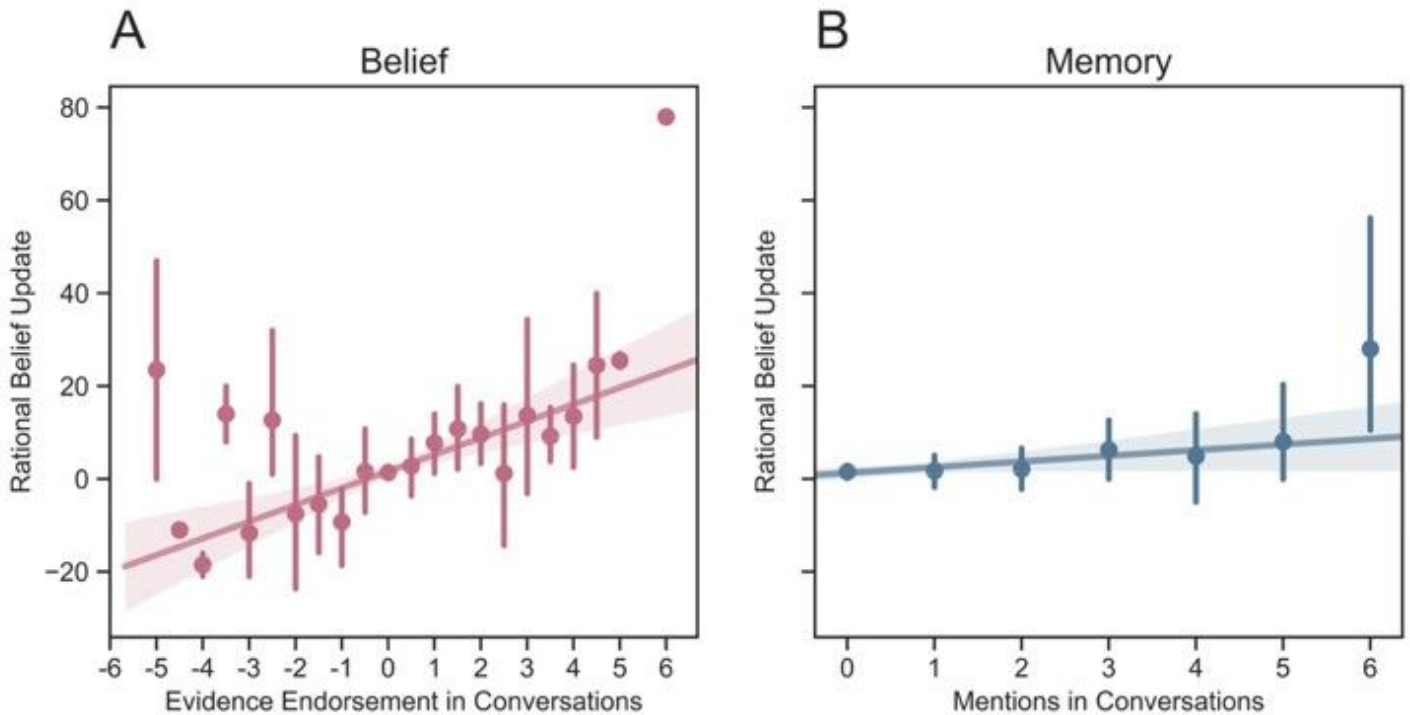 A
Belief
80
60
40
20
0
−20
Rational Belief Update
-6 -5 -4 -3 -2 -1 0 1 2 3 4 5 6
Evidence Endorsement in Conversations
B
Memory
Rational Belief Update
0 1 2 3 4 5 6
Mentions in Conversations